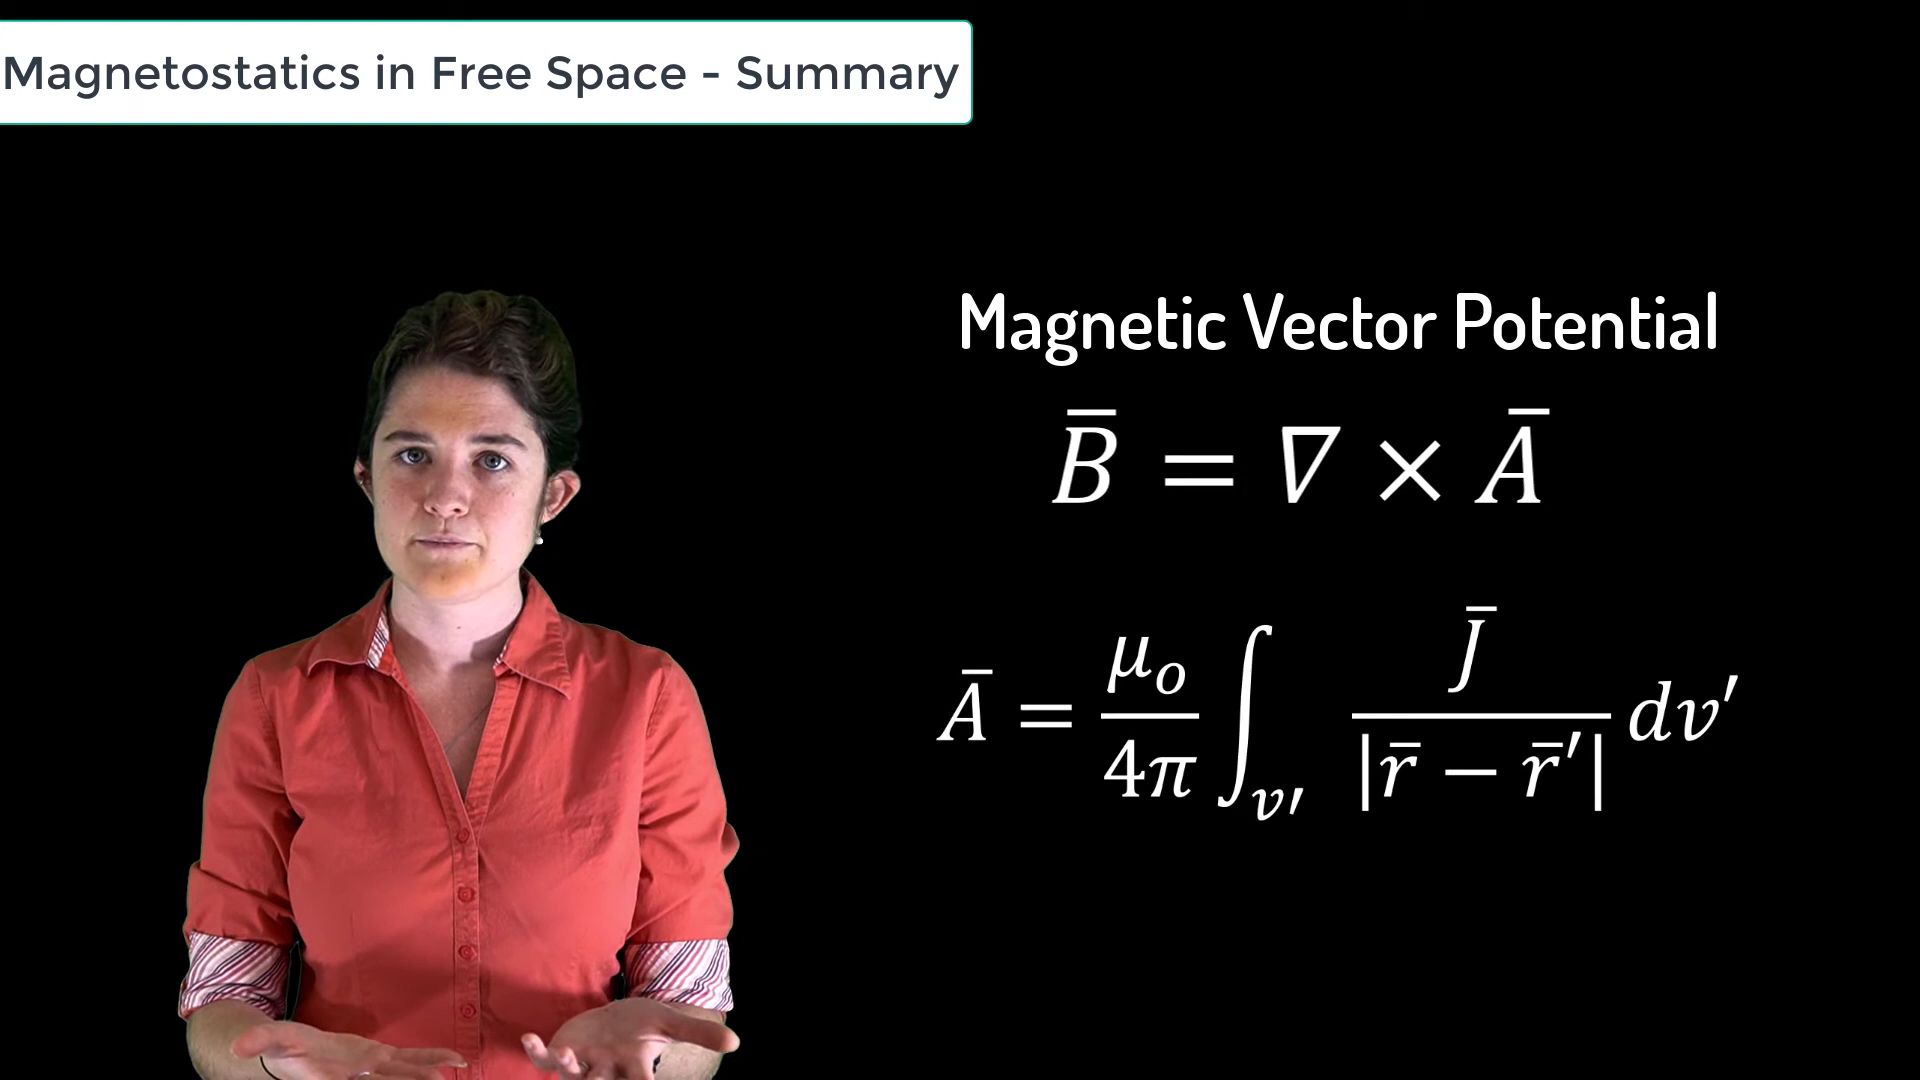 Magnetostatics in Free Space - Summary
Magnetic Vector Potential
B̅ = ∇ × A̅
A̅ = μₒ/4π ∫ᵥ′ J̅/|r̅ − r̅′| dv′